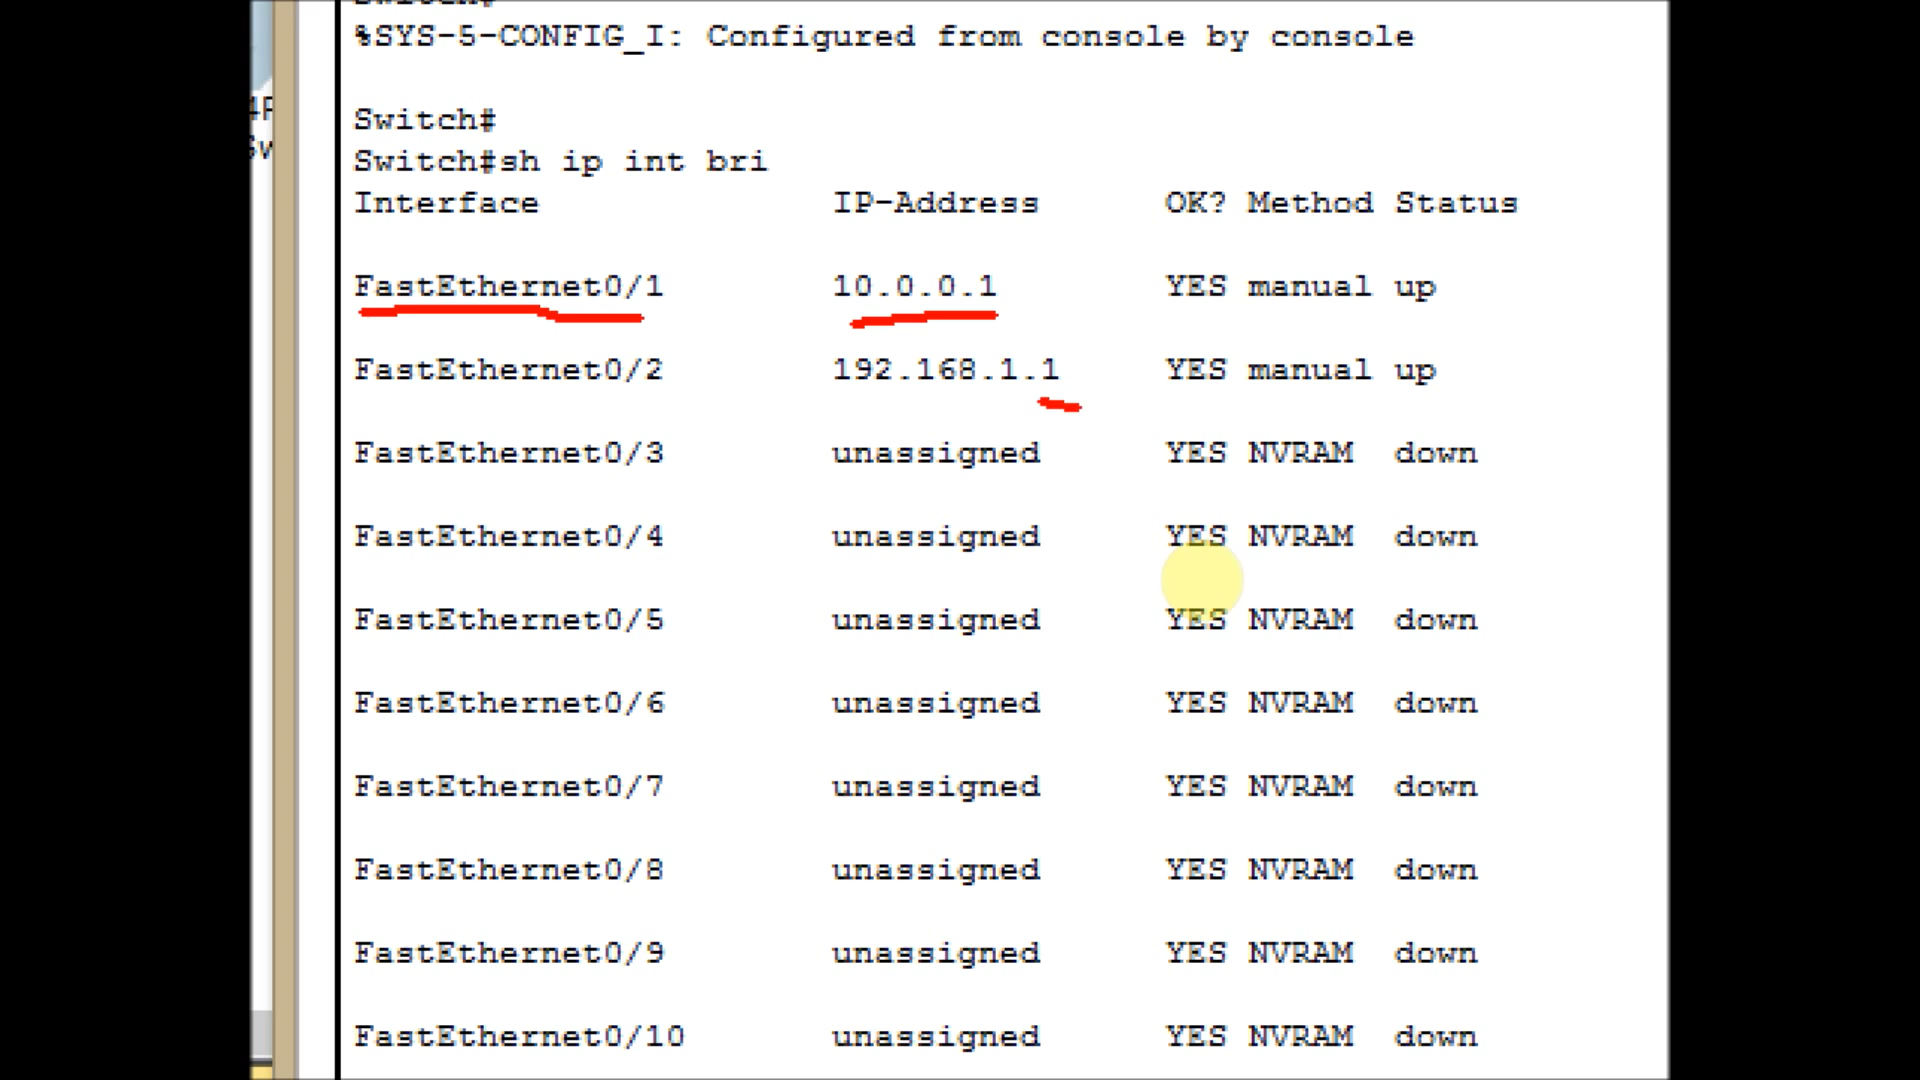 %SYS-5-CONFIG_I: Configured from console by console
Switch#
Switch#sh ip int bri
Interface IP-Address OK? Method Status
FastEthernet0/1 10.0.0.1 YES manual up
FastEthernet0/2 192.168.1.1 YES manual up
FastEthernet0/3 unassigned YES NVRAM down
FastEthernet0/4 unassigned YES NVRAM down
FastEthernet0/5 unassigned YES NVRAM down
FastEthernet0/6 unassigned YES NVRAM down
FastEthernet0/7 unassigned YES NVRAM down
FastEthernet0/8 unassigned YES NVRAM down
FastEthernet0/9 unassigned YES NVRAM down
FastEthernet0/10 unassigned YES NVRAM down